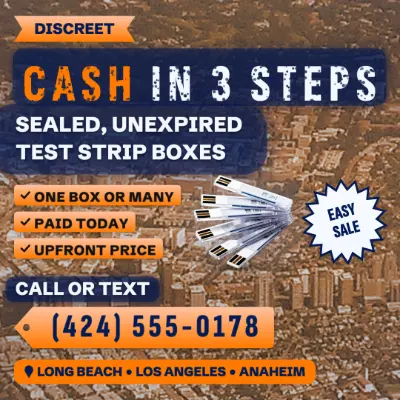 DISCREET
CASH IN 3 STEPS
SEALED, UNEXPIRED
TEST STRIP BOXES
✓ ONE BOX OR MANY
✓ PAID TODAY
✓ UPFRONT PRICE
EASY
SALE
CALL OR TEXT
(424) 555-0178
LONG BEACH • LOS ANGELES • ANAHEIM